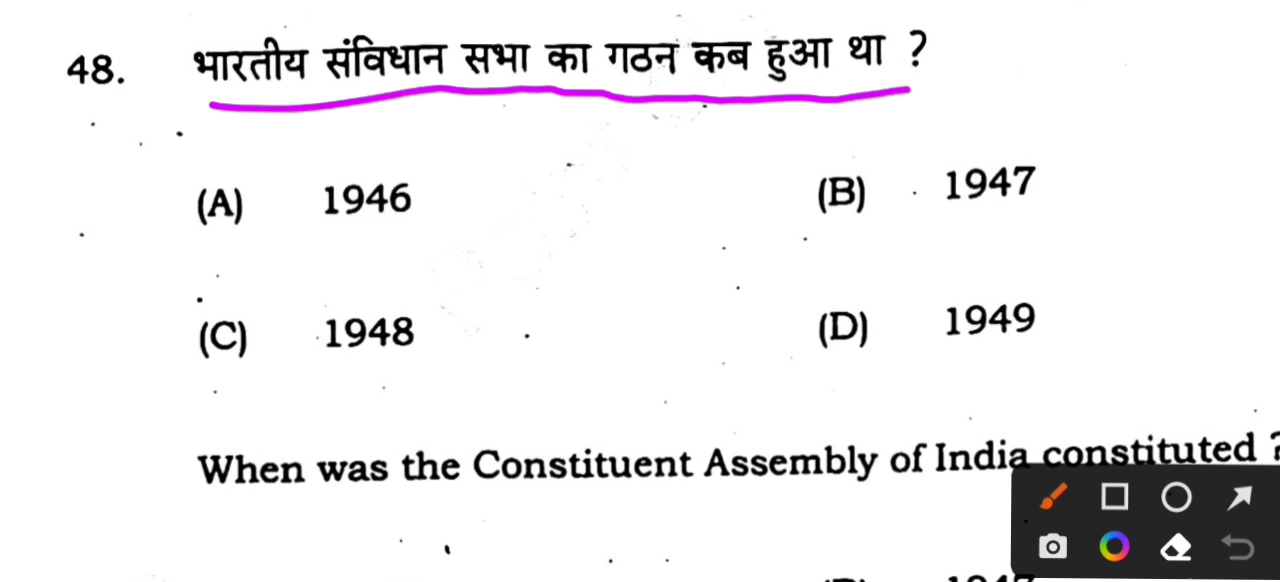 48. भारतीय संविधान सभा का गठन कब हुआ था ?
(A) 1946 (B) 1947
(C) 1948 (D) 1949
When was the Constituent Assembly of India constituted ?